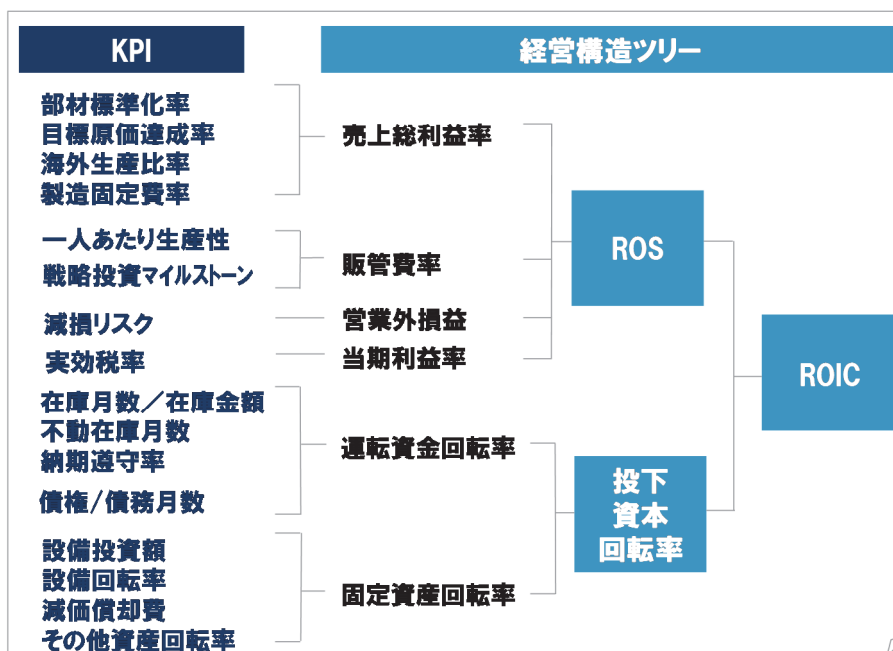 KPI
経営構造ツリー
部材標準化率
目標原価達成率
海外生産比率
製造固定費率
売上総利益率
一人あたり生産性
戦略投資マイルストーン
販管費率
減損リスク
営業外損益
実効税率
当期利益率
ROS
在庫月数／在庫金額
不動在庫月数
納期遵守率
債権/債務月数
運転資金回転率
設備投資額
設備回転率
減価償却費
その他資産回転率
固定資産回転率
投下
資本
回転率
ROIC